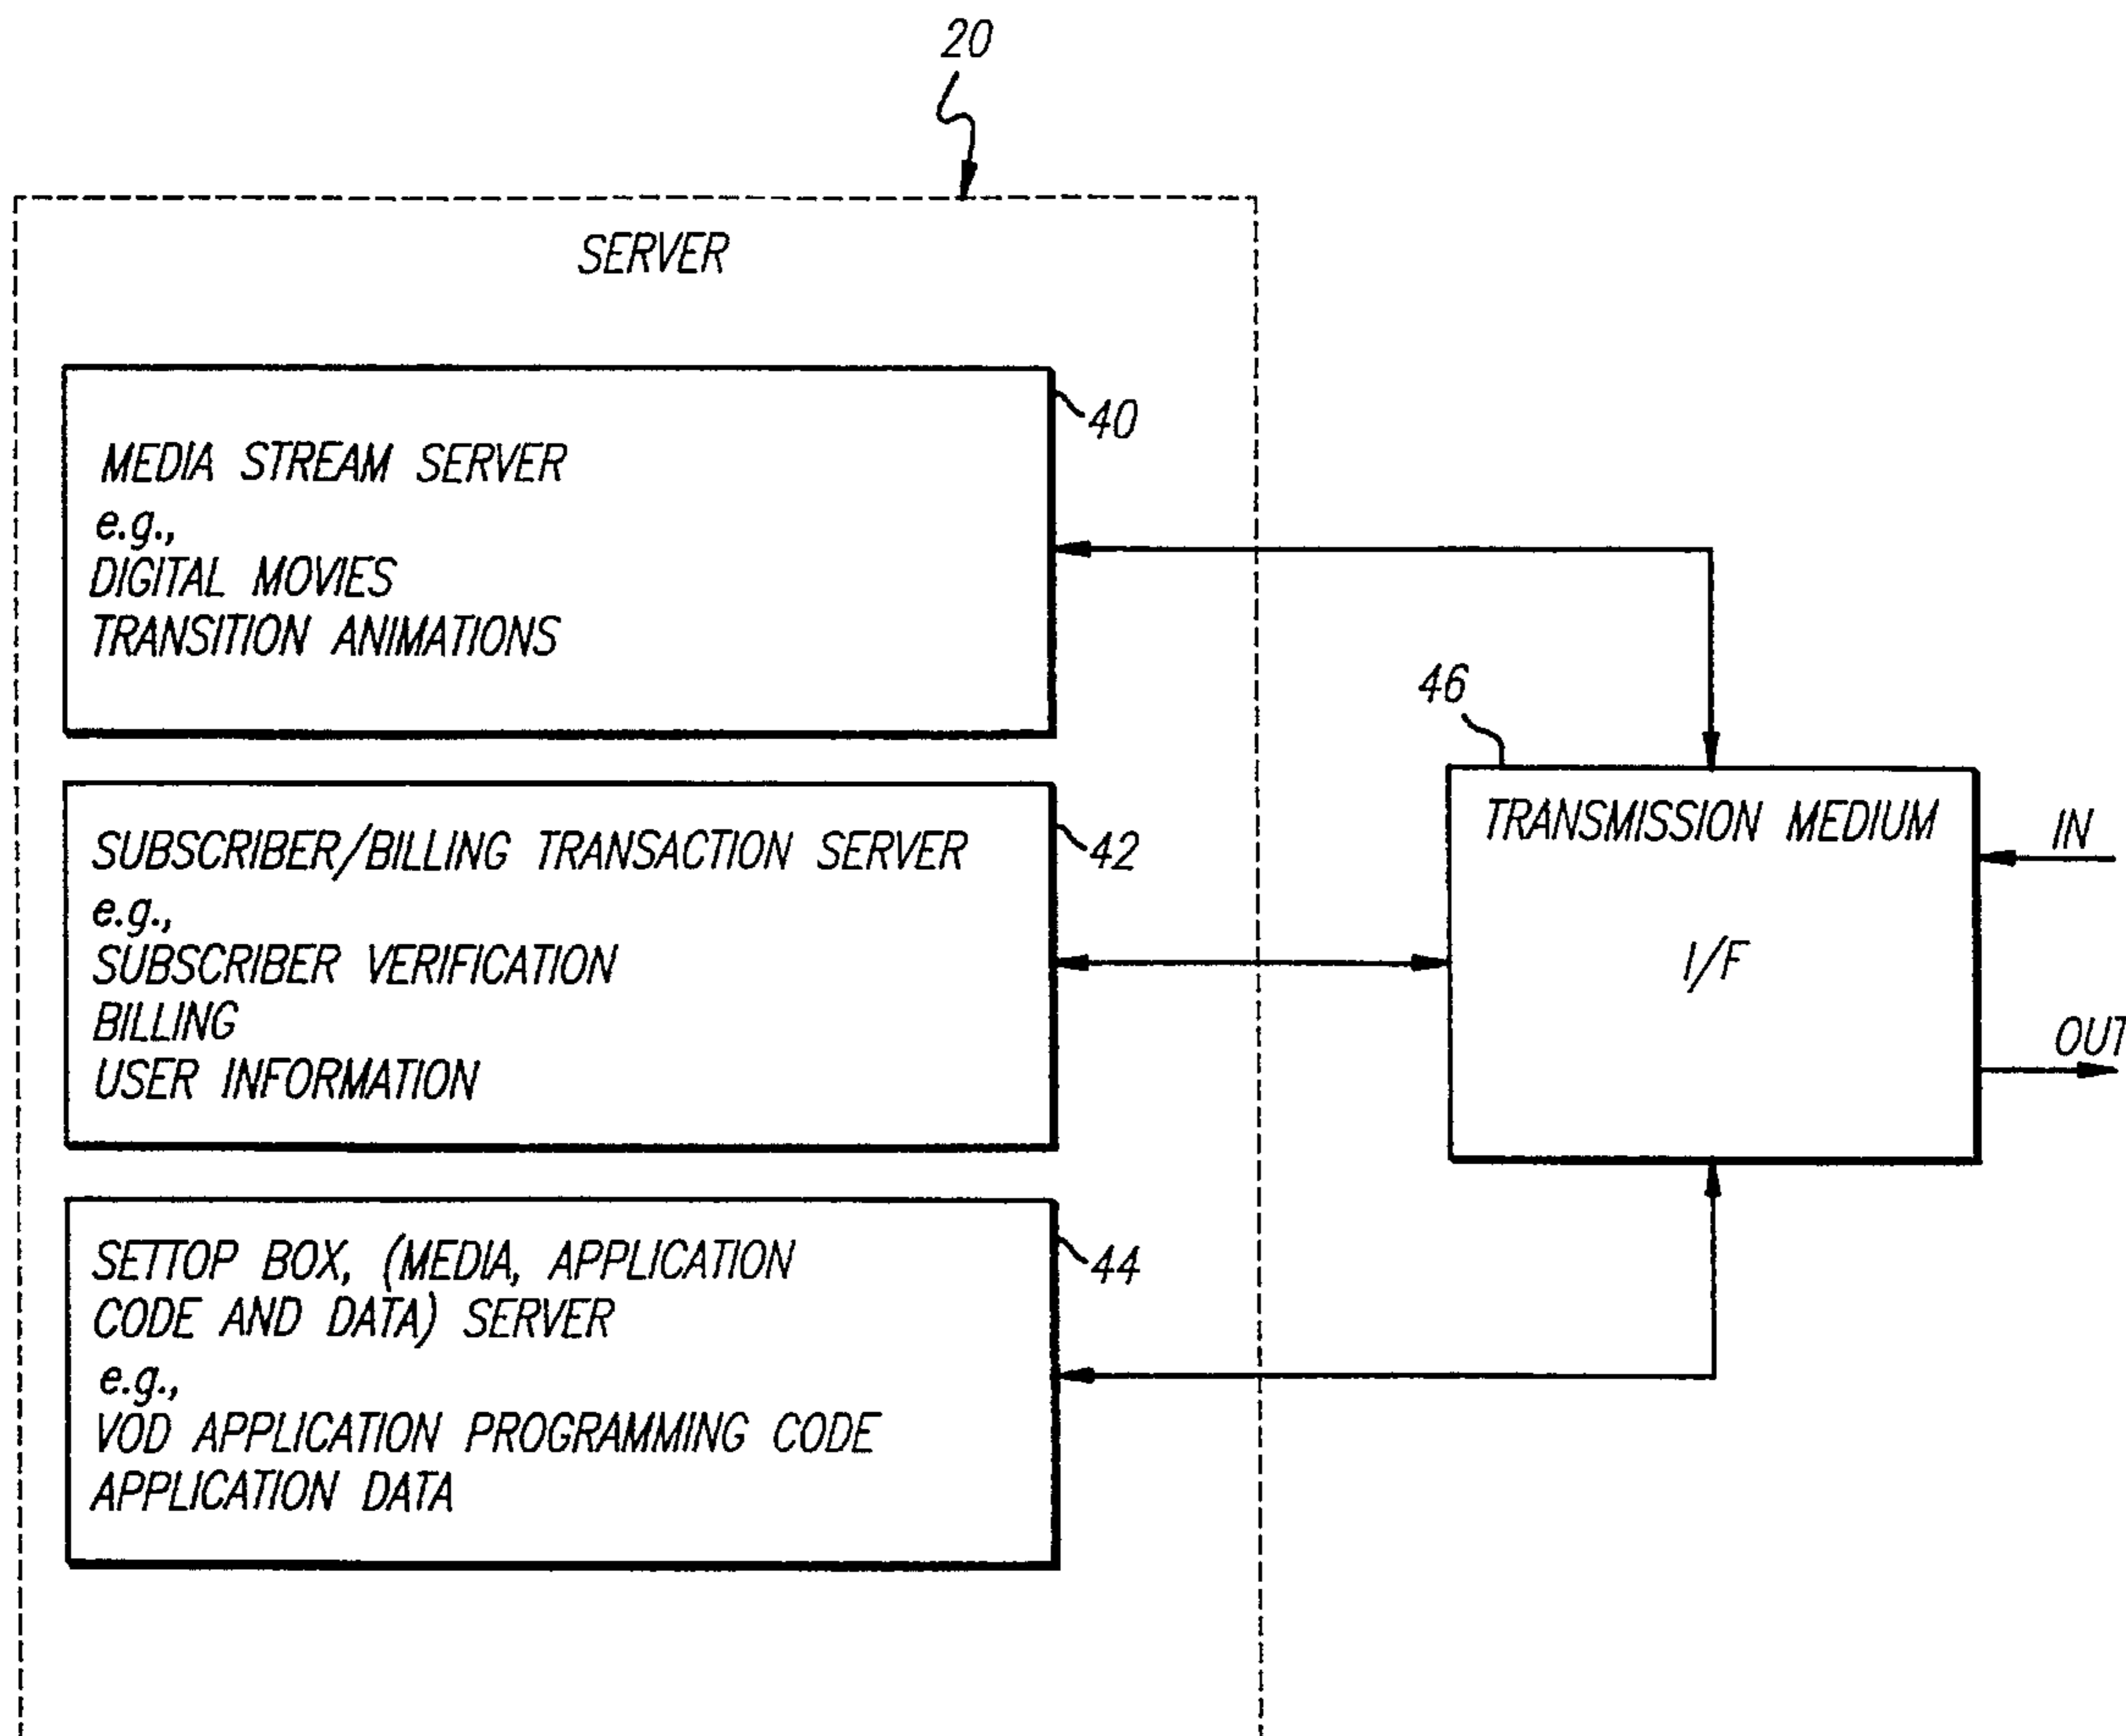 20
SERVER
40
MEDIA STREAM SERVER
e.g.,
DIGITAL MOVIES
TRANSITION ANIMATIONS
46
TRANSMISSION MEDIUM
I/F
IN
OUT
42
SUBSCRIBER/BILLING TRANSACTION SERVER
e.g.,
SUBSCRIBER VERIFICATION
BILLING
USER INFORMATION
44
SETTOP BOX, (MEDIA, APPLICATION
CODE AND DATA) SERVER
e.g.,
VOD APPLICATION PROGRAMMING CODE
APPLICATION DATA